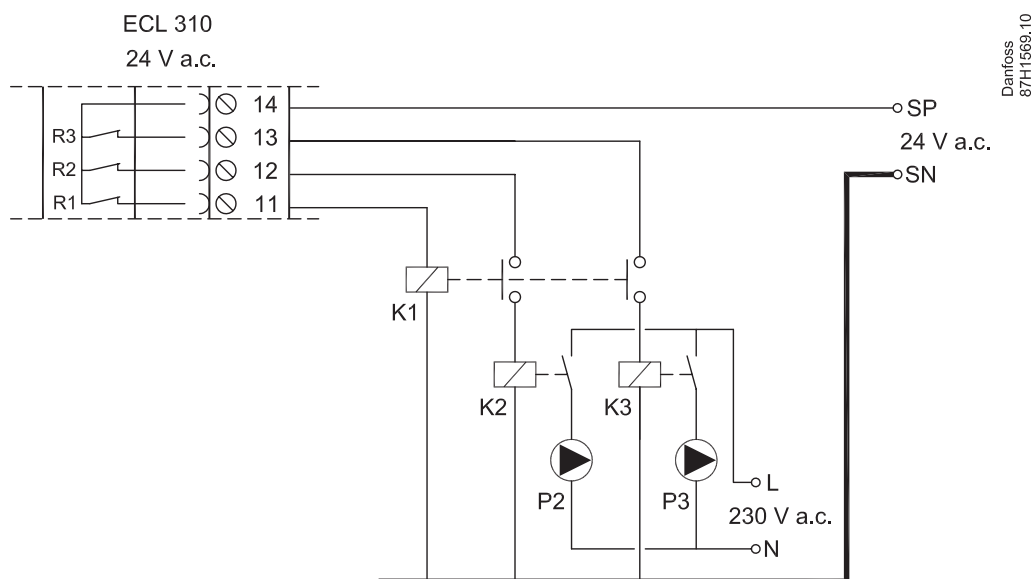 ECL 310
24 V a.c.
Danfoss
87H1569.10
14
SP
R3
13
24 V a.c.
R2
12
SN
R1
11
K1
K2
K3
P2
P3
L
230 V a.c.
N